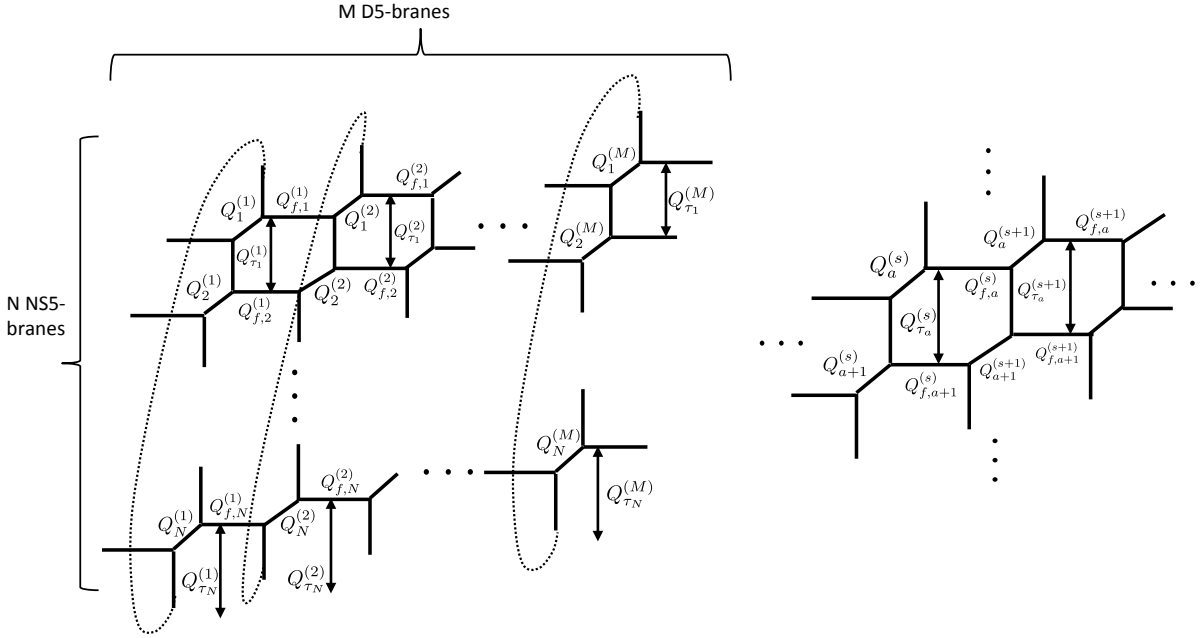 M D5-branes
N NS5-
branes
Q_1^{(1)} Q_{f,1}^{(1)} Q_1^{(2)} Q_{f,1}^{(2)} Q_1^{(M)}
Q_{τ_1}^{(1)} Q_{τ_1}^{(2)} Q_{τ_1}^{(M)}
Q_2^{(1)} Q_{f,2}^{(1)} Q_2^{(2)} Q_{f,2}^{(2)} Q_2^{(M)}
Q_N^{(1)} Q_{f,N}^{(1)} Q_N^{(2)} Q_{f,N}^{(2)} Q_N^{(M)}
Q_{τ_N}^{(1)} Q_{τ_N}^{(2)} Q_{τ_N}^{(M)}
Q_a^{(s)} Q_{f,a}^{(s)} Q_a^{(s+1)} Q_{f,a}^{(s+1)}
Q_{τ_a}^{(s)} Q_{τ_a}^{(s+1)}
Q_{a+1}^{(s)} Q_{f,a+1}^{(s)} Q_{a+1}^{(s+1)} Q_{f,a+1}^{(s+1)}